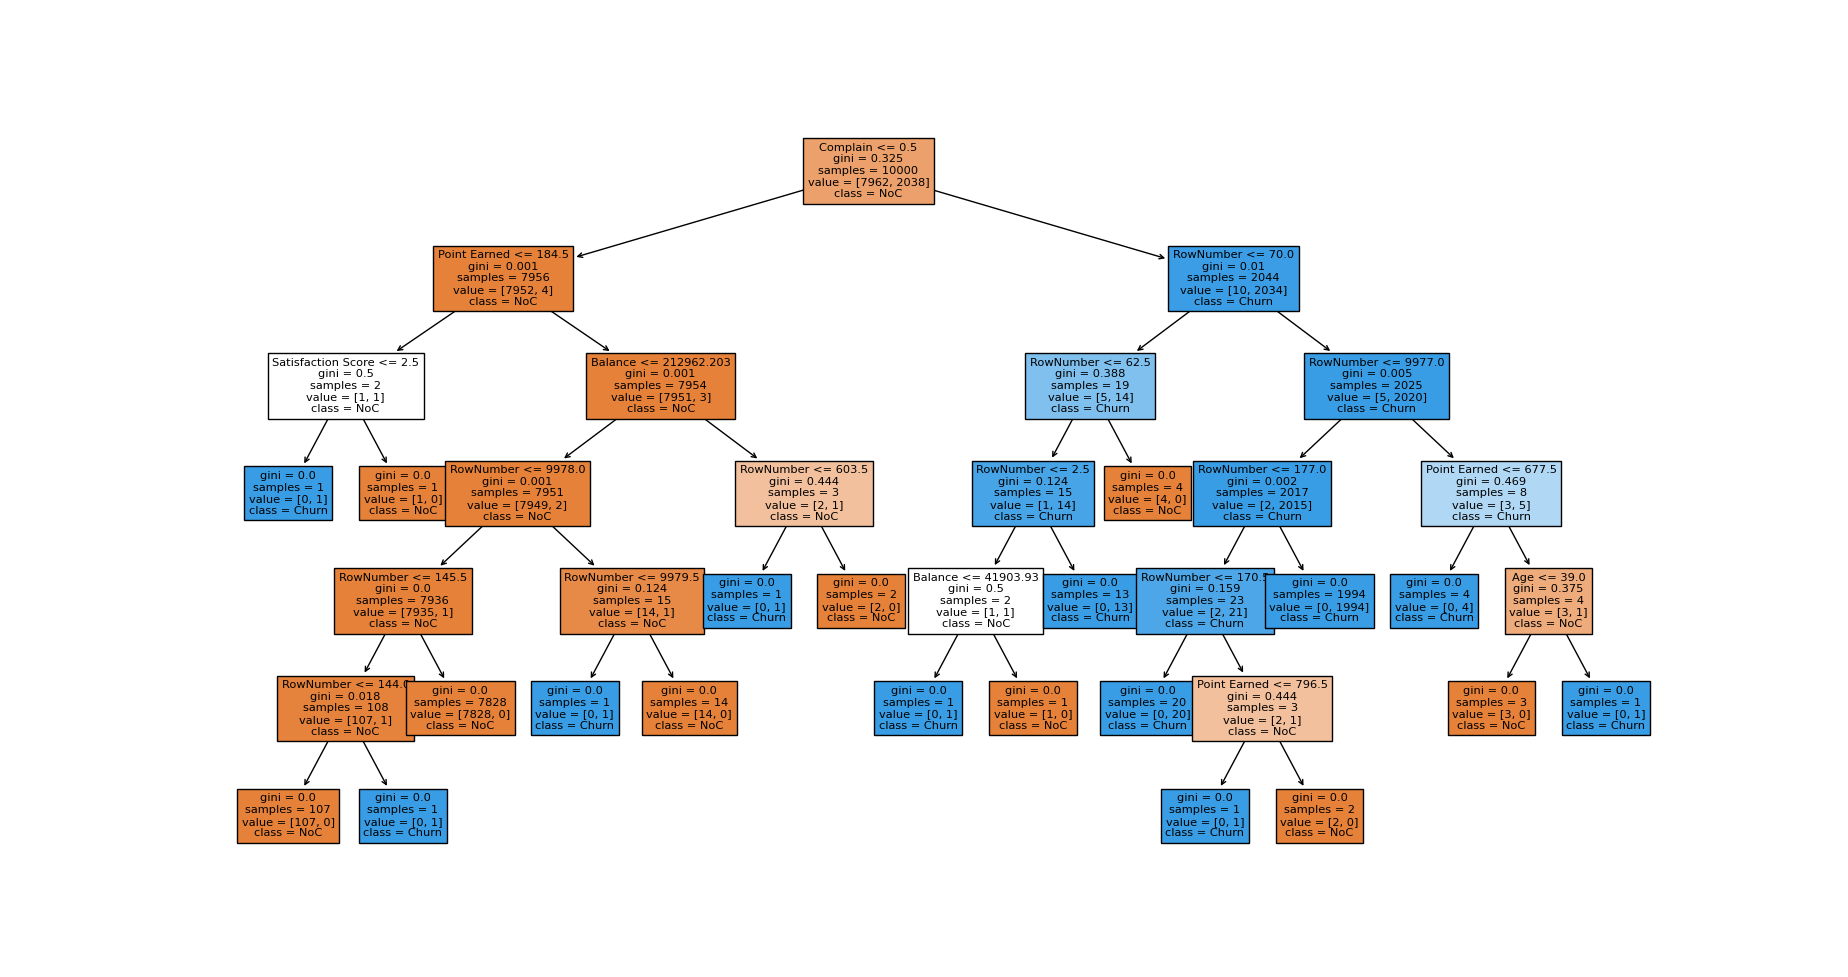 Complain <= 0.5
gini = 0.325
samples = 10000
value = [7962, 2038]
class = NoC
Point Earned <= 184.5
gini = 0.001
samples = 7956
value = [7952, 4]
class = NoC
RowNumber <= 70.0
gini = 0.01
samples = 2044
value = [10, 2034]
class = Churn
Satisfaction Score <= 2.5
gini = 0.5
samples = 2
value = [1, 1]
class = NoC
Balance <= 212962.203
gini = 0.001
samples = 7954
value = [7951, 3]
class = NoC
RowNumber <= 62.5
gini = 0.388
samples = 19
value = [5, 14]
class = Churn
RowNumber <= 9977.0
gini = 0.005
samples = 2025
value = [5, 2020]
class = Churn
gini = 0.0
samples = 1
value = [0, 1]
class = Churn
gini = 0.0
samples = 1
value = [1, 0]
class = NoC
RowNumber <= 9978.0
gini = 0.001
samples = 7951
value = [7949, 2]
class = NoC
RowNumber <= 603.5
gini = 0.444
samples = 3
value = [2, 1]
class = NoC
RowNumber <= 2.5
gini = 0.124
samples = 15
value = [1, 14]
class = Churn
gini = 0.0
samples = 4
value = [4, 0]
class = NoC
RowNumber <= 177.0
gini = 0.002
samples = 2017
value = [2, 2015]
class = Churn
Point Earned <= 677.5
gini = 0.469
samples = 8
value = [3, 5]
class = Churn
RowNumber <= 145.5
gini = 0.0
samples = 7936
value = [7935, 1]
class = NoC
RowNumber <= 9979.5
gini = 0.124
samples = 15
value = [14, 1]
class = NoC
gini = 0.0
samples = 1
value = [0, 1]
class = Churn
gini = 0.0
samples = 2
value = [2, 0]
class = NoC
Balance <= 41903.93
gini = 0.5
samples = 2
value = [1, 1]
class = NoC
gini = 0.0
samples = 13
value = [0, 13]
class = Churn
RowNumber <= 170.5
gini = 0.159
samples = 23
value = [2, 21]
class = Churn
gini = 0.0
samples = 1994
value = [0, 1994]
class = Churn
gini = 0.0
samples = 4
value = [0, 4]
class = Churn
Age <= 39.0
gini = 0.375
samples = 4
value = [3, 1]
class = NoC
RowNumber <= 144.0
gini = 0.018
samples = 108
value = [107, 1]
class = NoC
gini = 0.0
samples = 7828
value = [7828, 0]
class = NoC
gini = 0.0
samples = 1
value = [0, 1]
class = Churn
gini = 0.0
samples = 14
value = [14, 0]
class = NoC
gini = 0.0
samples = 1
value = [0, 1]
class = Churn
gini = 0.0
samples = 1
value = [1, 0]
class = NoC
gini = 0.0
samples = 20
value = [0, 20]
class = Churn
Point Earned <= 796.5
gini = 0.444
samples = 3
value = [2, 1]
class = NoC
gini = 0.0
samples = 3
value = [3, 0]
class = NoC
gini = 0.0
samples = 1
value = [0, 1]
class = Churn
gini = 0.0
samples = 107
value = [107, 0]
class = NoC
gini = 0.0
samples = 1
value = [0, 1]
class = Churn
gini = 0.0
samples = 1
value = [0, 1]
class = Churn
gini = 0.0
samples = 2
value = [2, 0]
class = NoC